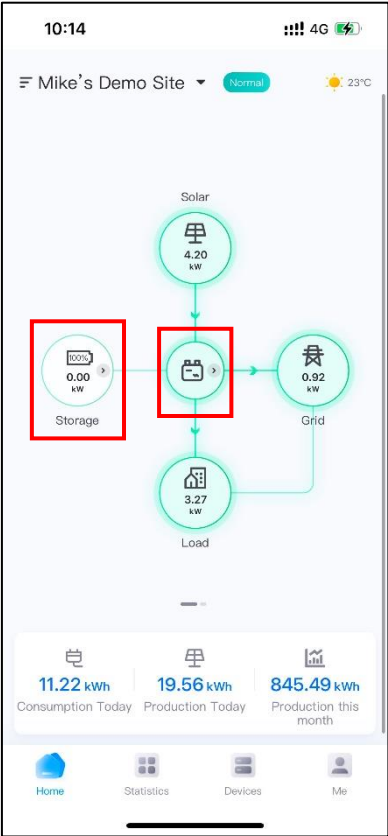 10:14 4G
Mike's Demo Site Normal 23°C
Solar
4.20
kW
100%
0.00
kW
Storage
0.92
kW
Grid
3.27
kW
Load
11.22 kWh 19.56 kWh 845.49 kWh
Consumption Today Production Today Production this
month
Home Statistics Devices Me